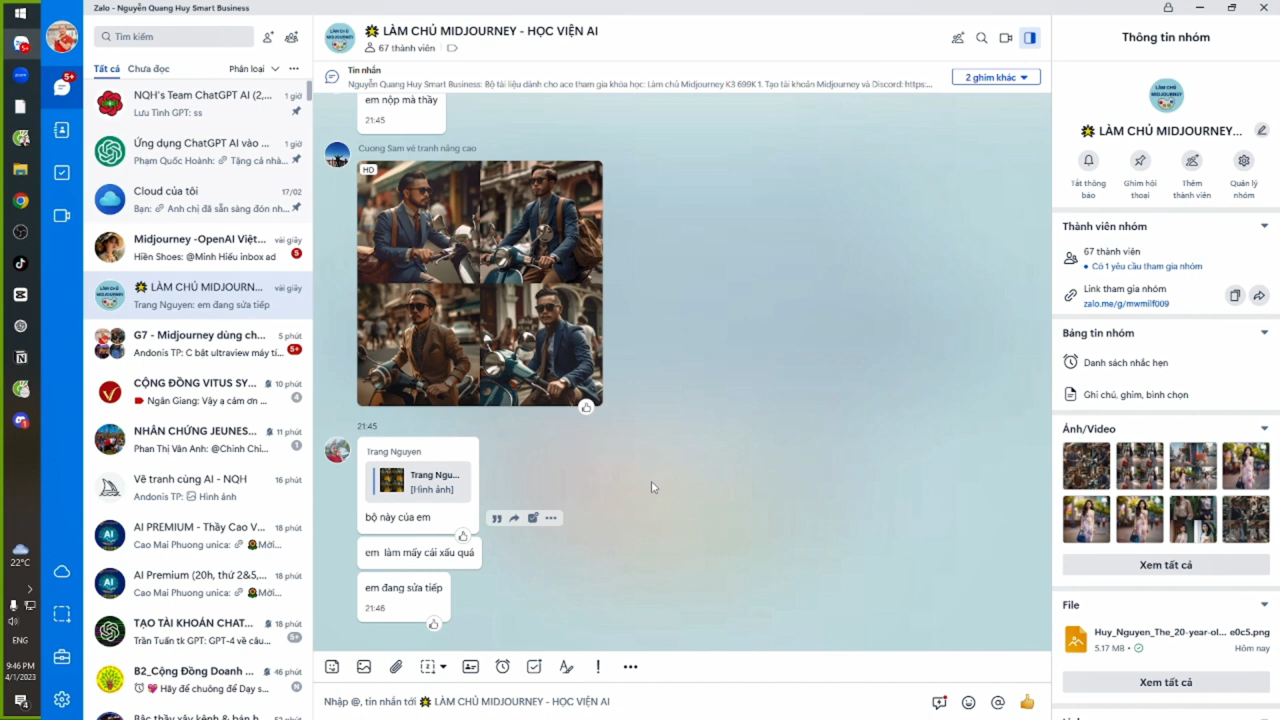 Zalo - Nguyễn Quang Huy Smart Business
Tìm kiếm
Tất cả
Chưa đọc
Phân loại
NQH's Team ChatGPT AI (2,...
1 giờ
Lưu Tình GPT: ss
Ứng dụng ChatGPT AI vào ...
1 giờ
Phạm Quốc Hoành: Tặng cả nhà...
Cloud của tôi
17/02
Bạn: Anh chị đã sẵn sàng đón nh...
Midjourney -OpenAI Việt...
vài giây
Hiền Shoes: @Minh Hiếu inbox ad
5
LÀM CHỦ MIDJOURN...
vài giây
Trang Nguyen: em đang sửa tiếp
G7 - Midjourney dùng ch...
5 phút
Andonis TP: C bật ultraview máy tí...
5+
CỘNG ĐỒNG VITUS SY...
10 phút
Ngân Giang: Vậy ạ cảm ơn ...
4
NHÂN CHỨNG JEUNES...
11 phút
Phan Thị Vân Anh: @Chinh Chi...
1
Vẽ tranh cùng AI - NQH
16 phút
Andonis TP: Hình ảnh
AI PREMIUM - Thầy Cao V...
18 phút
Cao Mai Phuong unica: Mời...
AI Premium (20h, thứ 2&5,...
18 phút
Cao Mai Phuong unica: Mời...
TẠO TÀI KHOẢN CHAT...
18 phút
Trần Tuấn tk GPT: GPT-4 về câu...
5+
B2_Cộng Đồng Doanh ...
46 phút
Hãy để chuông để Dạy s...
N
5+
22°C
ENG
9:46 PM
4/1/2023
4
LÀM CHỦ MIDJOURNEY - HỌC VIỆN AI
67 thành viên
Tin nhắn
Nguyễn Quang Huy Smart Business: Bộ tài liệu dành cho ace tham gia khóa học: Làm chủ Midjourney K3 699K 1. Tạo tài khoản Midjourney và Discord: https:...
2 ghim khác
em nộp mà thầy
21:45
Cuong Sam vẽ tranh nâng cao
HD
21:45
Trang Nguyen
Trang Ngu...
[Hình ảnh]
bộ này của em
em làm mấy cái xấu quá
em đang sửa tiếp
21:46
Nhập @, tin nhắn tới LÀM CHỦ MIDJOURNEY - HỌC VIỆN AI
Thông tin nhóm
LÀM CHỦ MIDJOURNEY
LÀM CHỦ MIDJOURNEY...
Tắt thông báo
Ghim hội thoại
Thêm thành viên
Quản lý nhóm
Thành viên nhóm
67 thành viên
Có 1 yêu cầu tham gia nhóm
Link tham gia nhóm
zalo.me/g/mwmilf009
Bảng tin nhóm
Danh sách nhắc hẹn
Ghi chú, ghim, bình chọn
Ảnh/Video
Xem tất cả
File
Huy_Nguyen_The_20-year-ol... e0c5.png
5.17 MB
Hôm nay
Xem tất cả